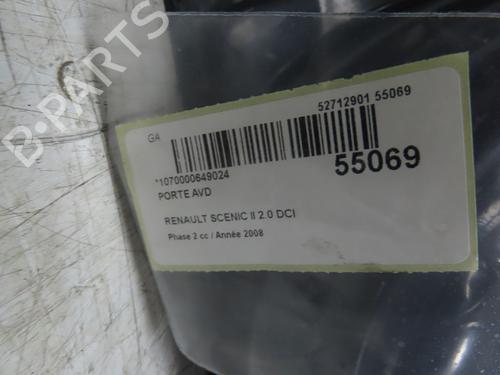 B-PARTS
52712901 55069
GA
*1070000649024
55069
PORTE AVD
RENAULT SCENIC II 2.0 DCI
Phase 2 cc / Année 2008